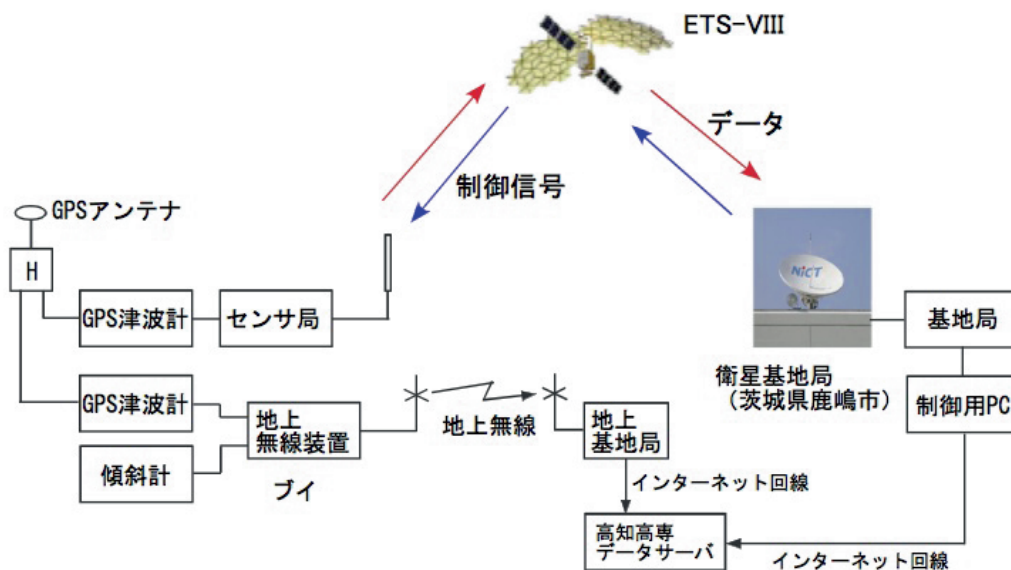 ETS-VIII
データ
制御信号
GPSアンテナ
H
GPS津波計
センサ局
NiCT
基地局
衛星基地局
（茨城県鹿嶋市）
制御用PC
GPS津波計
地上
無線装置
地上無線
地上
基地局
傾斜計
ブイ
インターネット回線
高知高専
データサーバ
インターネット回線